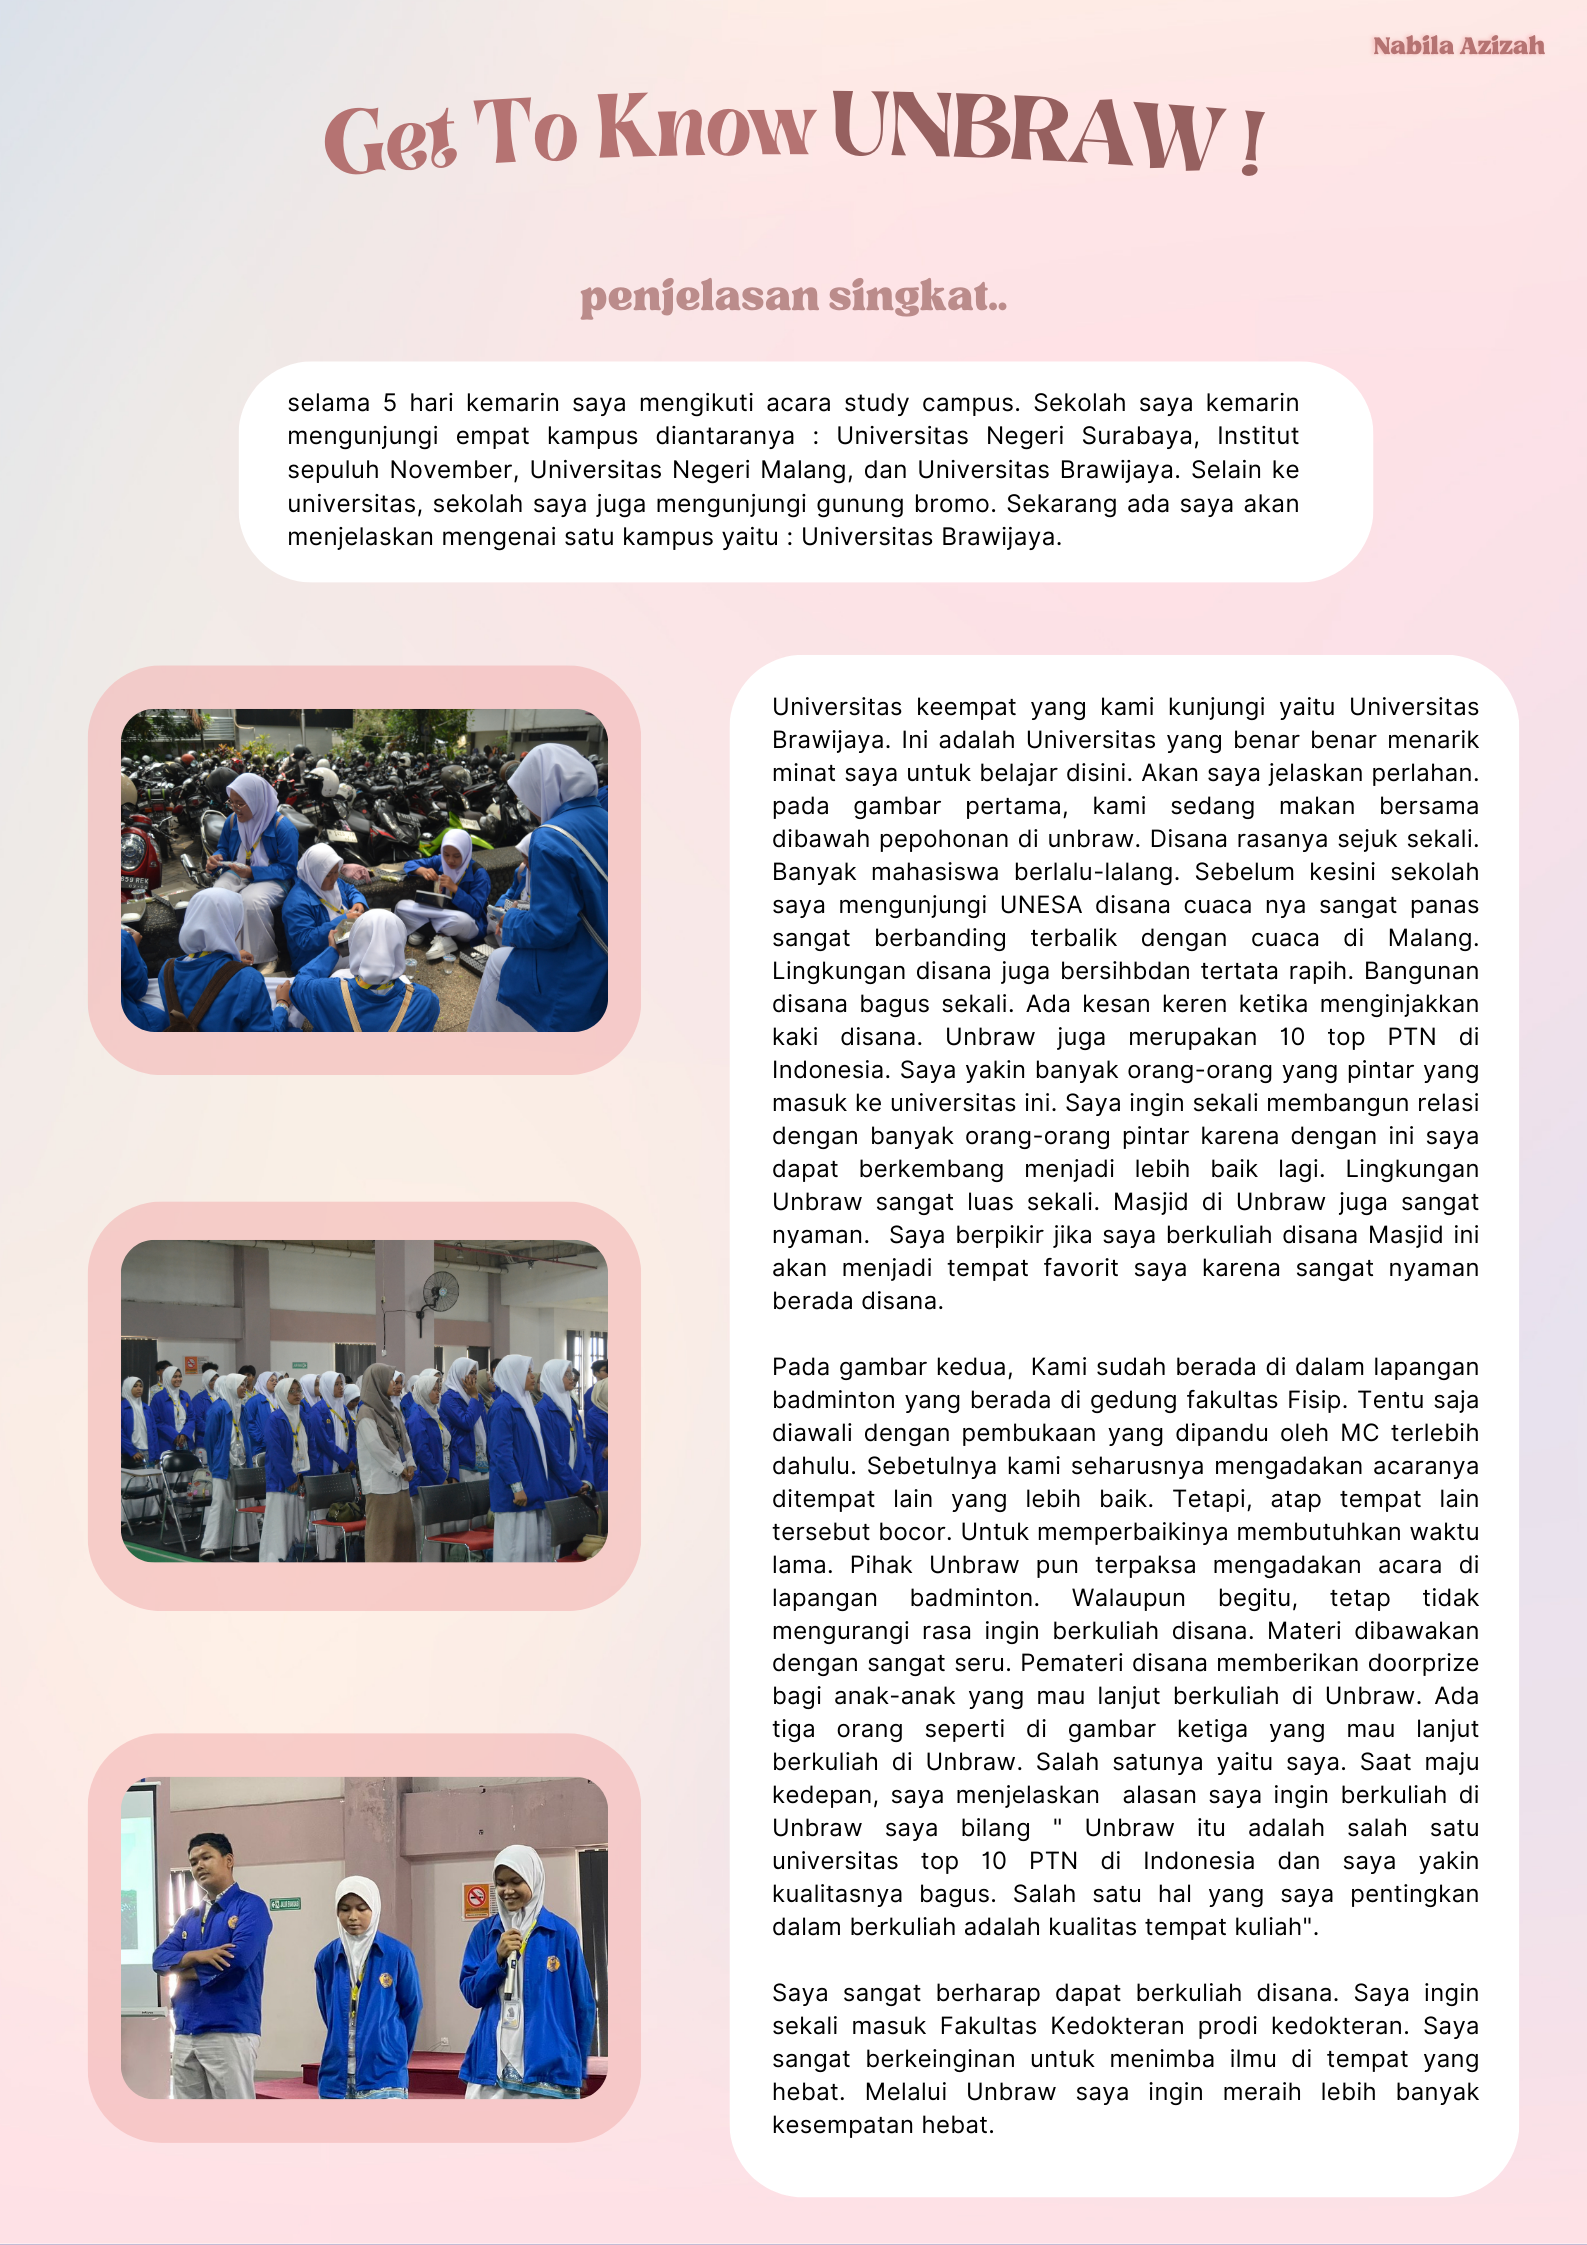 Nabila Azizah
Get To Know UNBRAW !
penjelasan singkat..
selama 5 hari kemarin saya mengikuti acara study campus. Sekolah saya kemarin
mengunjungi empat kampus diantaranya : Universitas Negeri Surabaya, Institut
sepuluh November, Universitas Negeri Malang, dan Universitas Brawijaya. Selain ke
universitas, sekolah saya juga mengunjungi gunung bromo. Sekarang ada saya akan
menjelaskan mengenai satu kampus yaitu : Universitas Brawijaya.
Universitas keempat yang kami kunjungi yaitu Universitas
Brawijaya. Ini adalah Universitas yang benar benar menarik
minat saya untuk belajar disini. Akan saya jelaskan perlahan.
pada gambar pertama, kami sedang makan bersama
dibawah pepohonan di unbraw. Disana rasanya sejuk sekali.
Banyak mahasiswa berlalu-lalang. Sebelum kesini sekolah
saya mengunjungi UNESA disana cuaca nya sangat panas
sangat berbanding terbalik dengan cuaca di Malang.
Lingkungan disana juga bersihbdan tertata rapih. Bangunan
disana bagus sekali. Ada kesan keren ketika menginjakkan
kaki disana. Unbraw juga merupakan 10 top PTN di
Indonesia. Saya yakin banyak orang-orang yang pintar yang
masuk ke universitas ini. Saya ingin sekali membangun relasi
dengan banyak orang-orang pintar karena dengan ini saya
dapat berkembang menjadi lebih baik lagi. Lingkungan
Unbraw sangat luas sekali. Masjid di Unbraw juga sangat
nyaman. Saya berpikir jika saya berkuliah disana Masjid ini
akan menjadi tempat favorit saya karena sangat nyaman
berada disana.
Pada gambar kedua, Kami sudah berada di dalam lapangan
badminton yang berada di gedung fakultas Fisip. Tentu saja
diawali dengan pembukaan yang dipandu oleh MC terlebih
dahulu. Sebetulnya kami seharusnya mengadakan acaranya
ditempat lain yang lebih baik. Tetapi, atap tempat lain
tersebut bocor. Untuk memperbaikinya membutuhkan waktu
lama. Pihak Unbraw pun terpaksa mengadakan acara di
lapangan badminton. Walaupun begitu, tetap tidak
mengurangi rasa ingin berkuliah disana. Materi dibawakan
dengan sangat seru. Pemateri disana memberikan doorprize
bagi anak-anak yang mau lanjut berkuliah di Unbraw. Ada
tiga orang seperti di gambar ketiga yang mau lanjut
berkuliah di Unbraw. Salah satunya yaitu saya. Saat maju
kedepan, saya menjelaskan alasan saya ingin berkuliah di
Unbraw saya bilang " Unbraw itu adalah salah satu
universitas top 10 PTN di Indonesia dan saya yakin
kualitasnya bagus. Salah satu hal yang saya pentingkan
dalam berkuliah adalah kualitas tempat kuliah".
Saya sangat berharap dapat berkuliah disana. Saya ingin
sekali masuk Fakultas Kedokteran prodi kedokteran. Saya
sangat berkeinginan untuk menimba ilmu di tempat yang
hebat. Melalui Unbraw saya ingin meraih lebih banyak
kesempatan hebat.